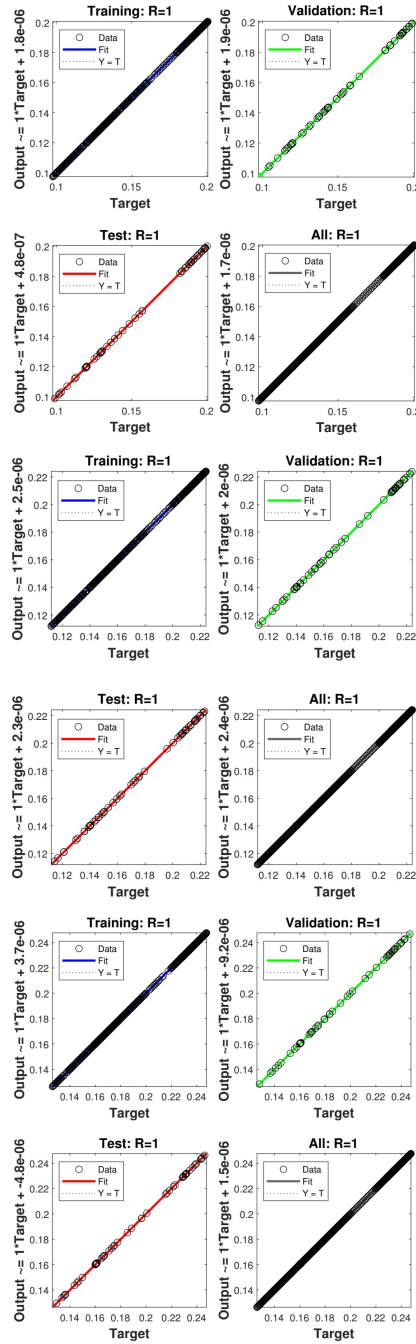 Training: R=1
Output ~= 1*Target + 1.8e-06
Data
Fit
Y = T
0.2
0.18
0.16
0.14
0.12
0.1
0.1 0.15 0.2
Target
Validation: R=1
Output ~= 1*Target + 1.9e-06
Data
Fit
Y = T
0.2
0.18
0.16
0.14
0.12
0.1
0.1 0.15 0.2
Target
Test: R=1
Output ~= 1*Target + 4.8e-07
Data
Fit
Y = T
0.2
0.18
0.16
0.14
0.12
0.1
0.1 0.15 0.2
Target
All: R=1
Output ~= 1*Target + 1.7e-06
Data
Fit
Y = T
0.2
0.18
0.16
0.14
0.12
0.1
0.1 0.15 0.2
Target
Training: R=1
Output ~= 1*Target + 2.5e-06
Data
Fit
Y = T
0.22
0.2
0.18
0.16
0.14
0.12
0.12 0.14 0.16 0.18 0.2 0.22
Target
Validation: R=1
Output ~= 1*Target + 2e-06
Data
Fit
Y = T
0.22
0.2
0.18
0.16
0.14
0.12
0.12 0.14 0.16 0.18 0.2 0.22
Target
Test: R=1
Output ~= 1*Target + 2.3e-06
Data
Fit
Y = T
0.22
0.2
0.18
0.16
0.14
0.12
0.12 0.14 0.16 0.18 0.2 0.22
Target
All: R=1
Output ~= 1*Target + 2.4e-06
Data
Fit
Y = T
0.22
0.2
0.18
0.16
0.14
0.12
0.12 0.14 0.16 0.18 0.2 0.22
Target
Training: R=1
Output ~= 1*Target + 3.7e-06
Data
Fit
Y = T
0.24
0.22
0.2
0.18
0.16
0.14
0.14 0.16 0.18 0.2 0.22 0.24
Target
Validation: R=1
Output ~= 1*Target + -9.2e-06
Data
Fit
Y = T
0.24
0.22
0.2
0.18
0.16
0.14
0.14 0.16 0.18 0.2 0.22 0.24
Target
Test: R=1
Output ~= 1*Target + -4.8e-06
Data
Fit
Y = T
0.24
0.22
0.2
0.18
0.16
0.14
0.14 0.16 0.18 0.2 0.22 0.24
Target
All: R=1
Output ~= 1*Target + 1.5e-06
Data
Fit
Y = T
0.24
0.22
0.2
0.18
0.16
0.14
0.14 0.16 0.18 0.2 0.22 0.24
Target